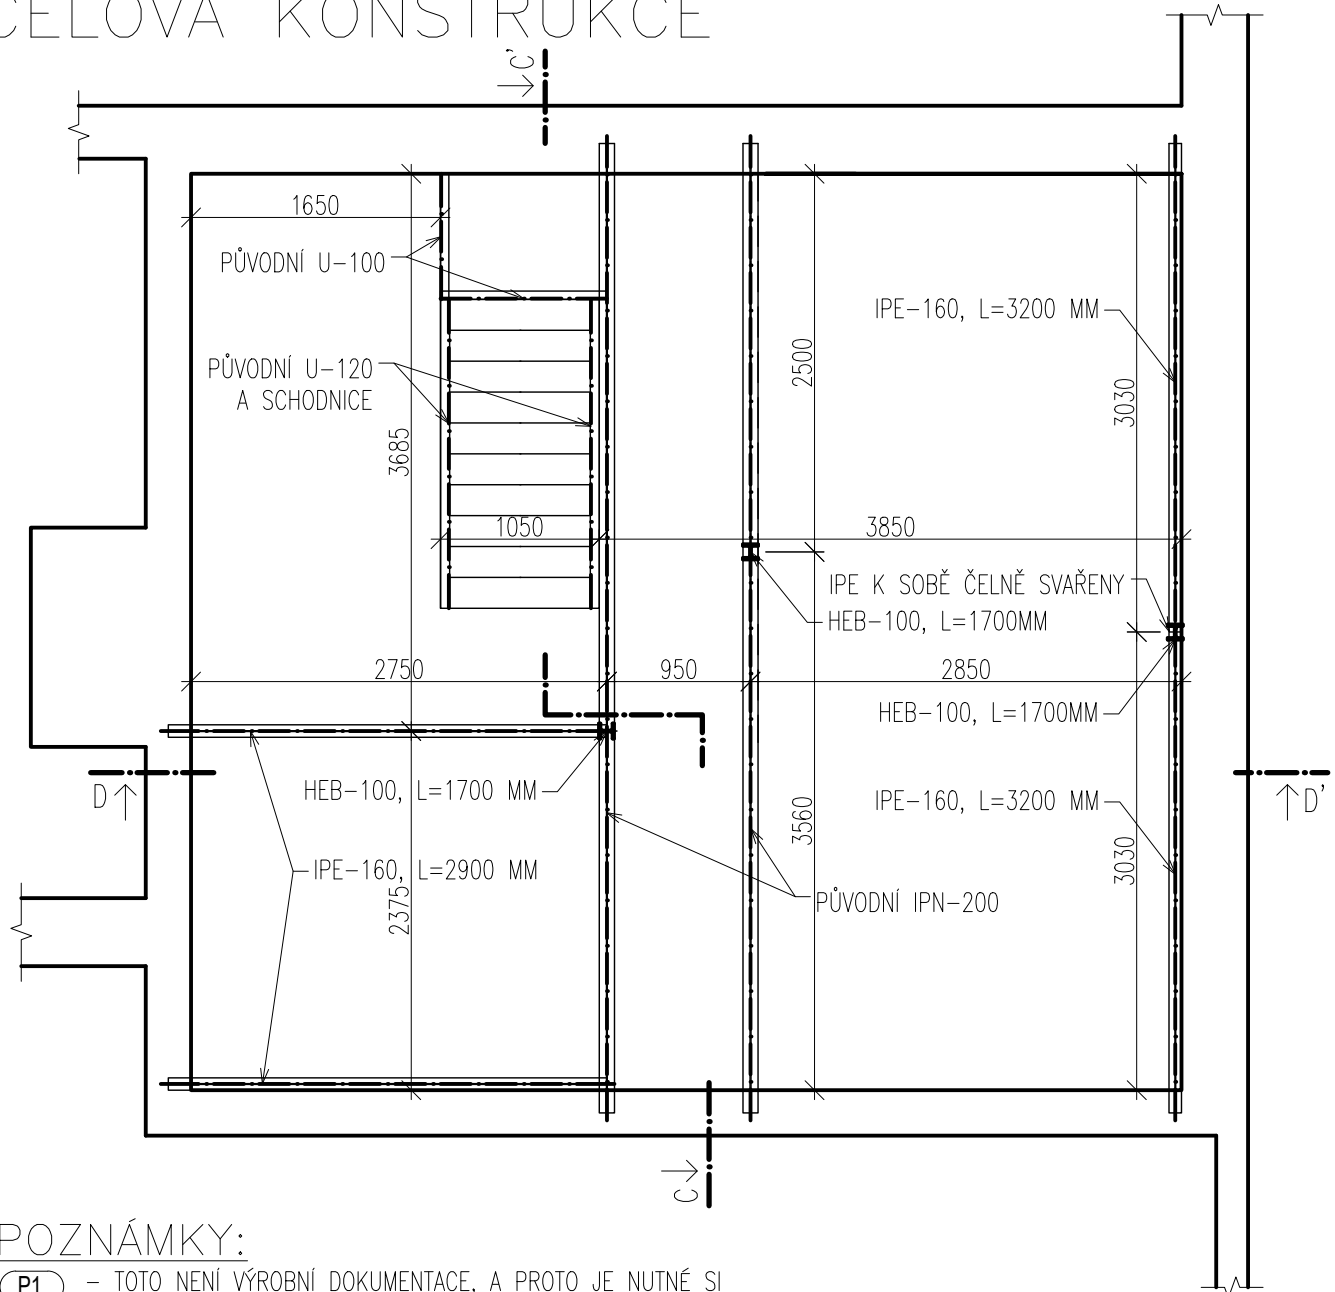 OCELOVÁ KONSTRUKCE
C'
1650
PŮVODNÍ U-100
IPE-160, L=3200 MM
PŮVODNÍ U-120
A SCHODNICE
2500
3030
3685
1050
3850
IPE K SOBĚ ČELNĚ SVAŘENY
HEB-100, L=1700MM
2750
950
2850
HEB-100, L=1700MM
D
HEB-100, L=1700 MM
IPE-160, L=3200 MM
D'
3560
3030
IPE-160, L=2900 MM
2375
PŮVODNÍ IPN-200
C
POZNÁMKY:
P1 - TOTO NENÍ VÝROBNÍ DOKUMENTACE, A PROTO JE NUTNÉ SI